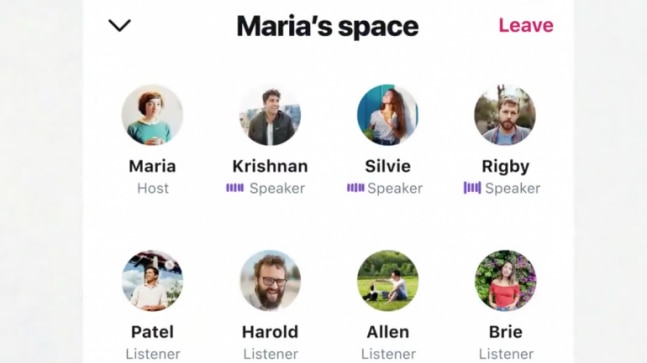 Maria's space Leave
Maria Krishnan Silvie Rigby
Host Speaker Speaker Speaker
Patel Harold Allen Brie
Listener Listener Listener Listener